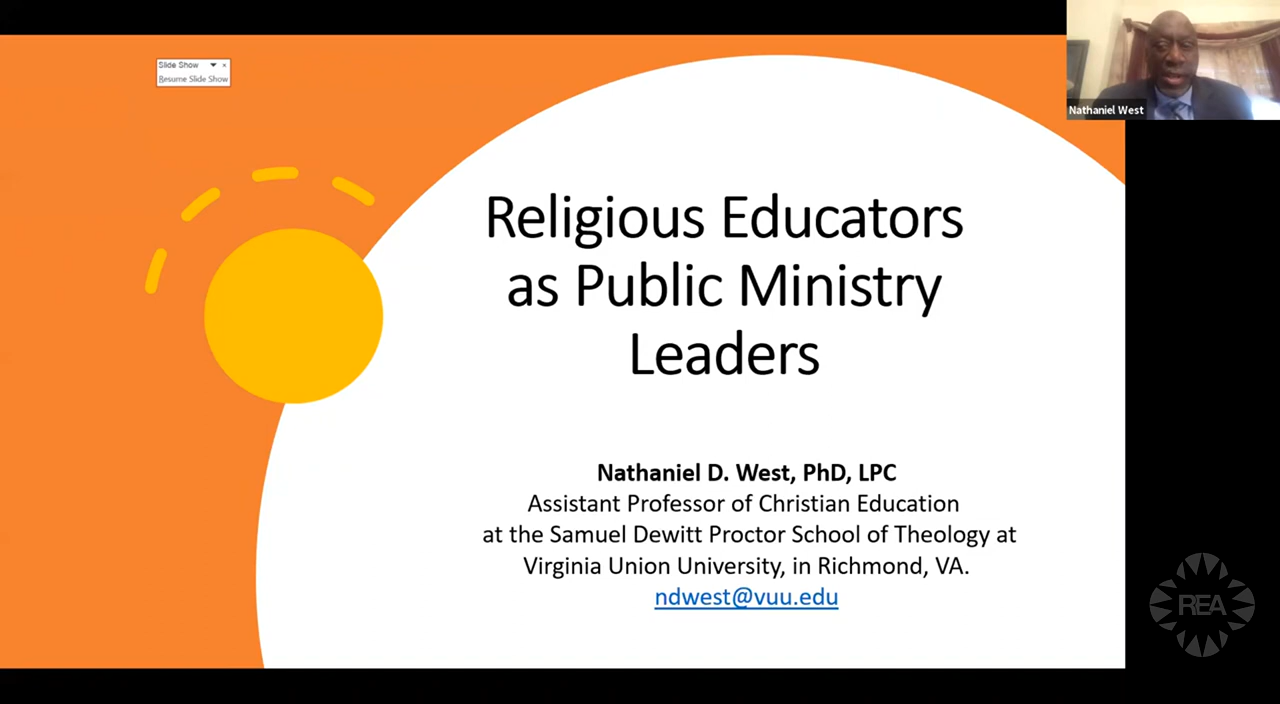 Slide Show
Resume Slide Show
Nathaniel West
Religious Educators
as Public Ministry
Leaders
Nathaniel D. West, PhD, LPC
Assistant Professor of Christian Education
at the Samuel Dewitt Proctor School of Theology at
Virginia Union University, in Richmond, VA.
ndwest@vuu.edu
REA